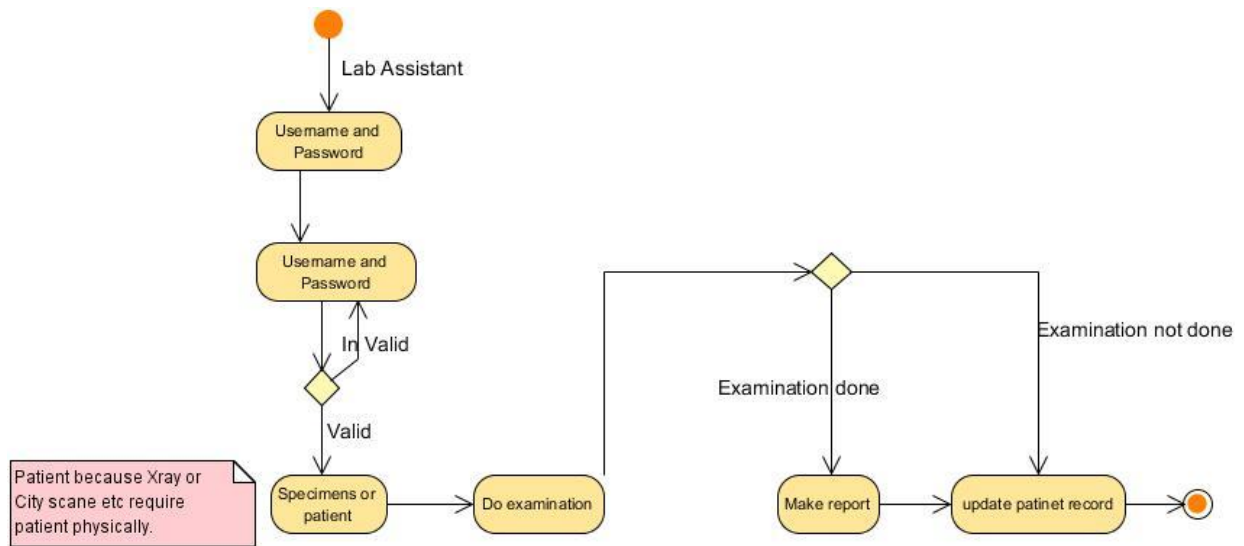 Lab Assistant
Username and
Password
Username and
Password
In Valid
Valid
Examination not done
Examination done
Patient because Xray or
City scane etc require
patient physically.
Specimens or
patient
Do examination
Make report
update patinet record